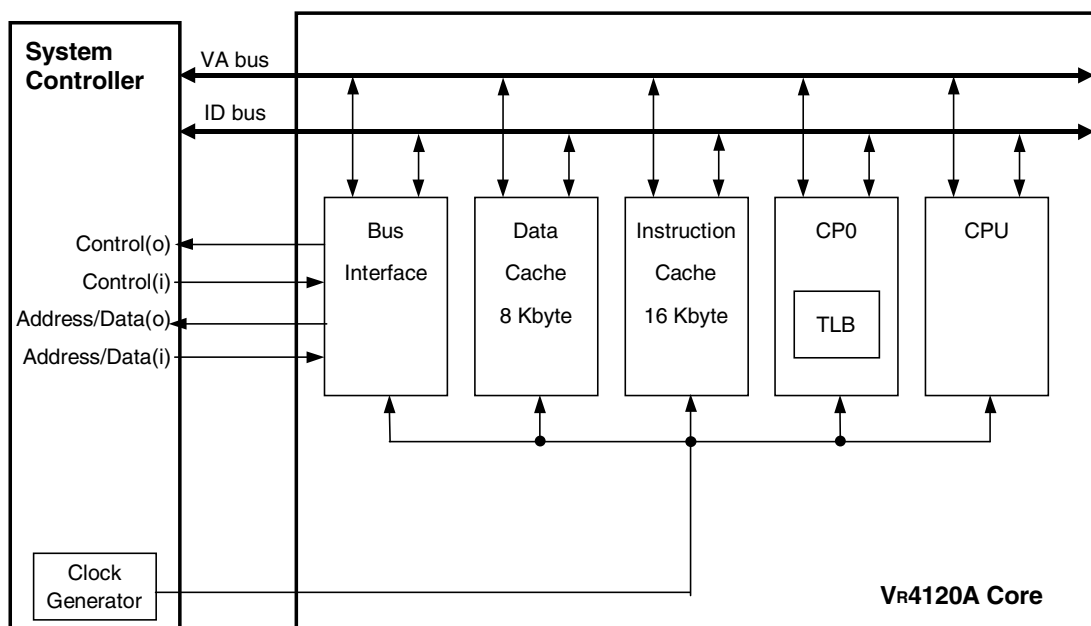 System
Controller
VA bus
ID bus
Control(o)
Control(i)
Address/Data(o)
Address/Data(i)
Bus
Interface
Data
Cache
8 Kbyte
Instruction
Cache
16 Kbyte
CP0
TLB
CPU
Clock
Generator
VR4120A Core